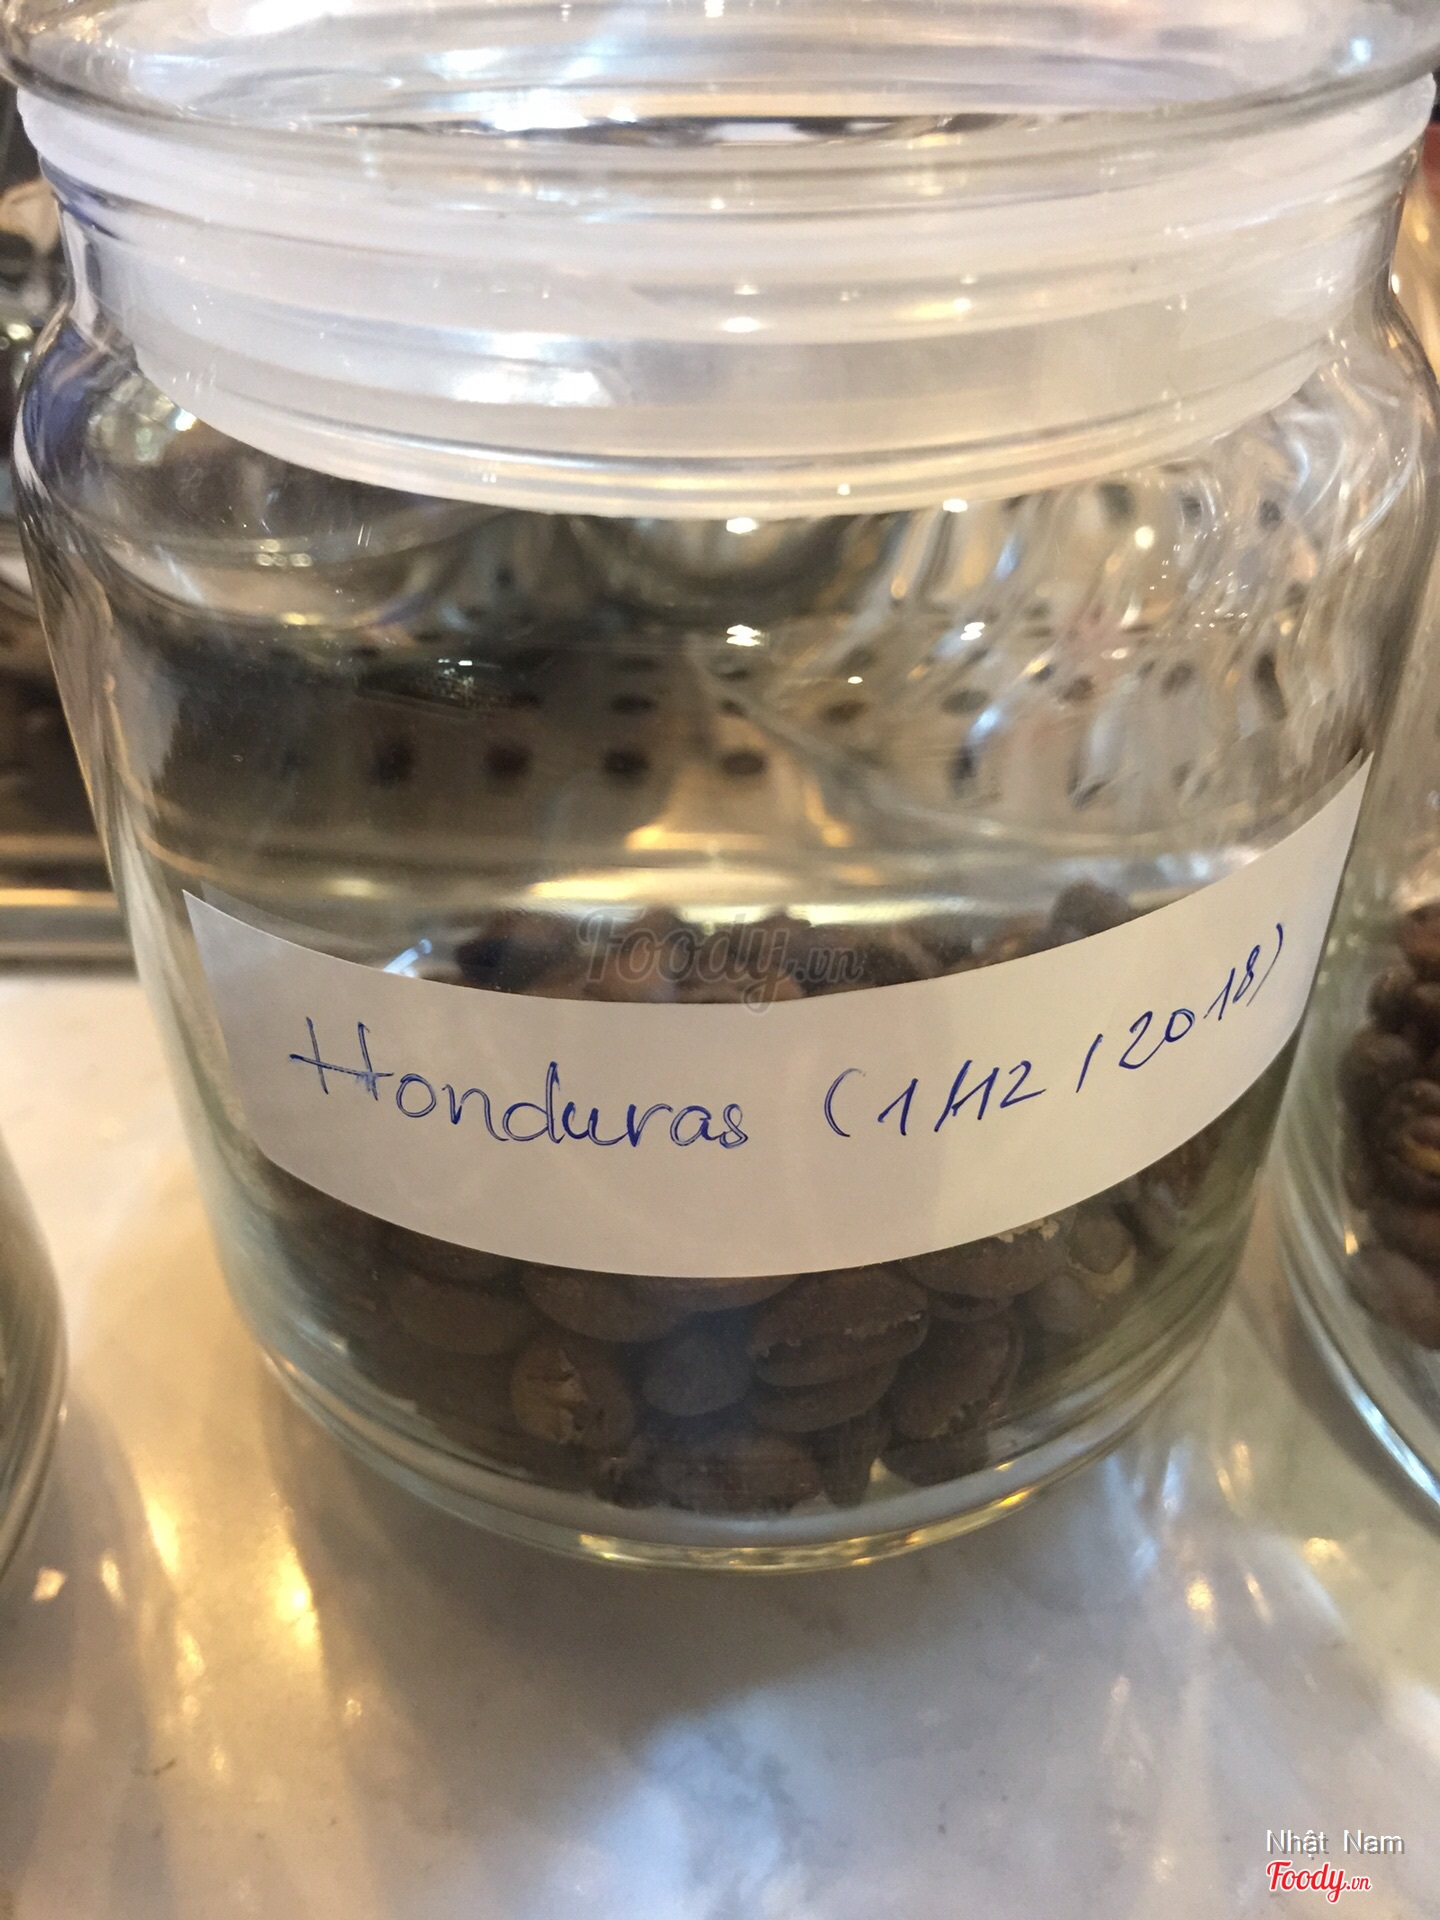 Foody.vn
Honduras (1/12/2018)
Nhật Nam
Foody.vn